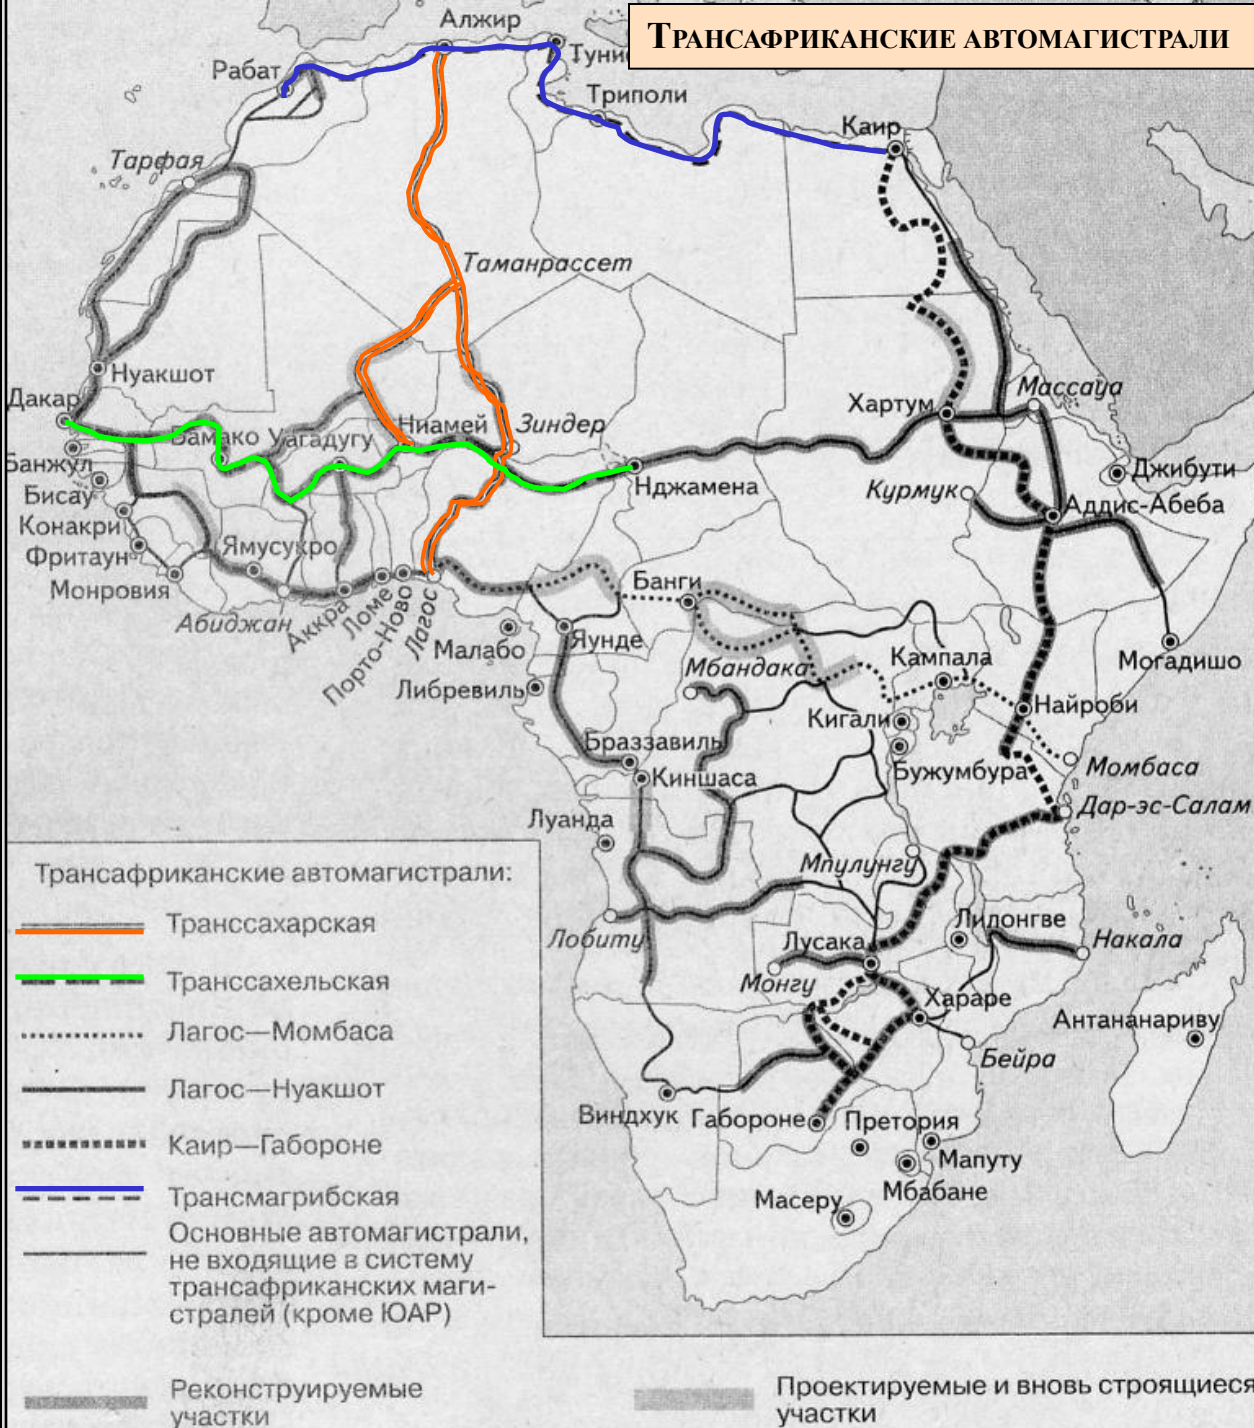 ТРАНСАФРИКАНСКИЕ АВТОМАГИСТРАЛИ
Алжир
Тунис
Рабат
Триполи
Каир
Тарфая
Таманрассет
Нуакшот
Дакар
Массауа
Хартум
Бамако
Уагадугу
Ниамей
Зиндер
Банжул
Нджамена
Джибути
Курмук
Бисау
Аддис-Абеба
Конакри
Фритаун
Ямусукро
Монровия
Абиджан
Аккра
Ломе
Порто-Ново
Лагос
Банги
Малабо
Яунде
Могадишо
Мбандака
Кампала
Либревиль
Кигали
Найроби
Браззавиль
Киншаса
Бужумбура
Момбаса
Дар-эс-Салам
Луанда
Мпулунгу
Лобиту
Лусака
Лилонгве
Накала
Монгу
Хараре
Антананариву
Бейра
Виндхук
Габороне
Претория
Мапуту
Мбабане
Масеру
Трансафриканские автомагистрали:
Транссахарская
Транссахельская
Лагос—Момбаса
Лагос—Нуакшот
Каир—Габороне
Трансмагрибская
Основные автомагистрали,
не входящие в систему
трансафриканских маги-
стралей (кроме ЮАР)
Реконструируемые
участки
Проектируемые и вновь строящиеся
участки